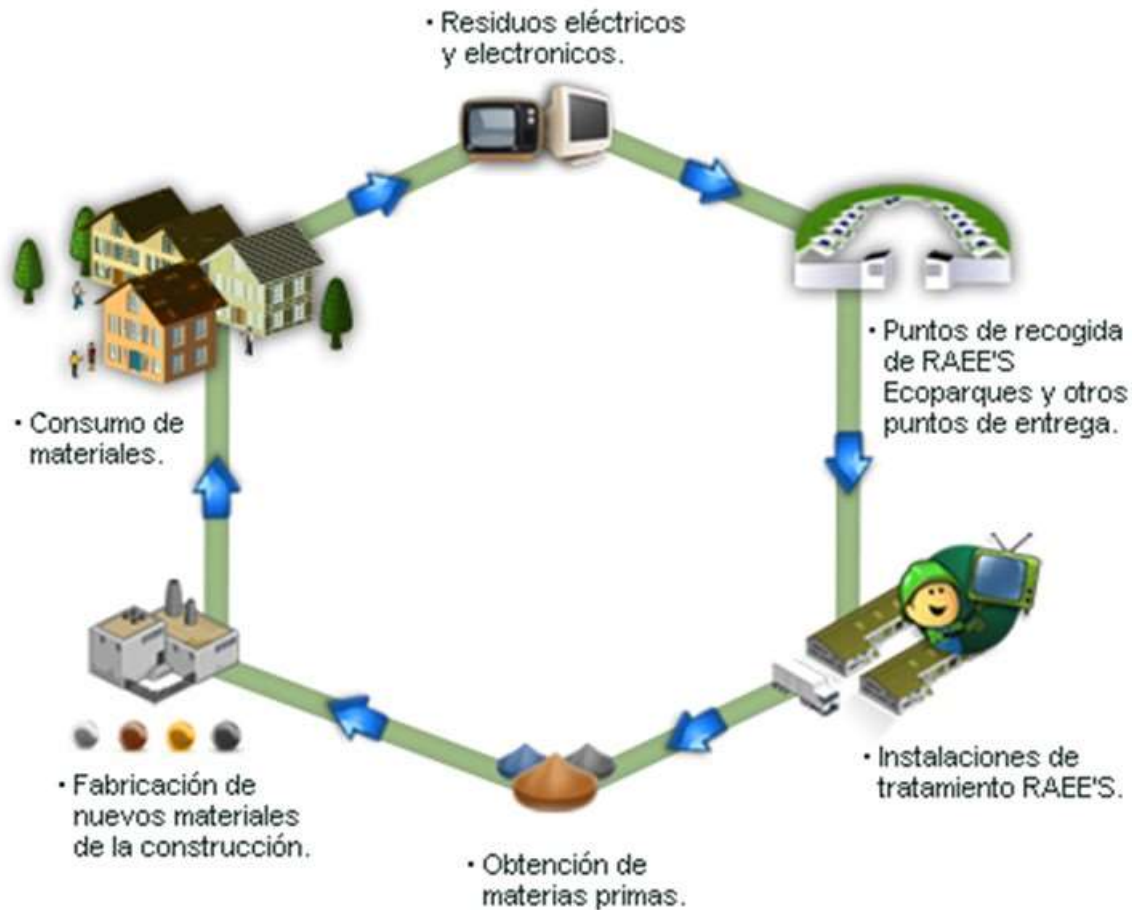 · Residuos eléctricos
y electronicos.
· Puntos de recogida
de RAEE'S
Ecoparques y otros
puntos de entrega.
· Instalaciones de
tratamiento RAEE'S.
· Obtención de
materias primas.
· Fabricación de
nuevos materiales
de la construcción.
· Consumo de
materiales.